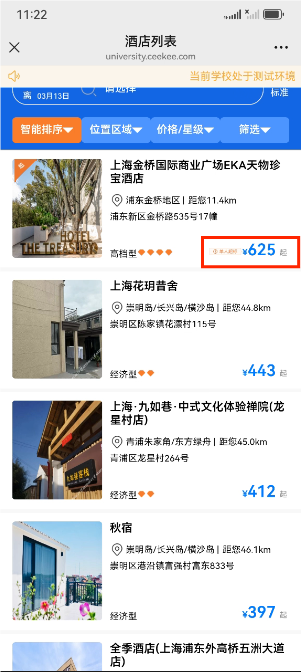 11:22
酒店列表
university.ceekee.com
当前学校处于测试环境
离 03月13日
请选择
标准
智能排序 位置区域 价格/星级 筛选
上海金桥国际商业广场EKA天物珍宝酒店
浦东金桥地区 | 距您11.4km
浦东新区金桥路535号17幢
HOTEL
THE TREASURY
高档型
¥625 起
上海花玥昔舍
崇明岛/长兴岛/横沙岛 | 距您44.8km
崇明区陈家镇花漂村115号
经济型
¥443 起
上海·九如巷·中式文化体验禅院(龙星村店)
青浦朱家角/东方绿舟 | 距您45.0km
青浦区龙星村264号
经济型
¥412 起
秋宿
崇明岛/长兴岛/横沙岛 | 距您46.1km
崇明区港沿镇富强村富东833号
经济型
¥397 起
全季酒店(上海浦东外高桥五洲大道店)